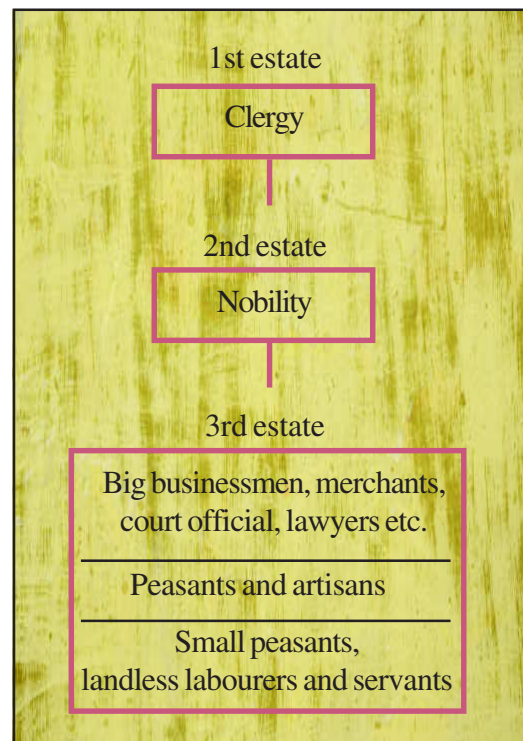 1st estate
Clergy
2nd estate
Nobility
3rd estate
Big businessmen, merchants,
court official, lawyers etc.
Peasants and artisans
Small peasants,
landless labourers and servants